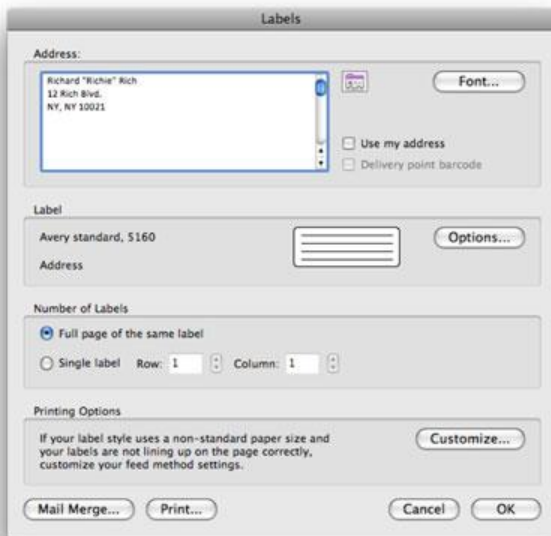 Labels
Address:
Richard "Richie" Rich
12 Rich Blvd.
NY, NY 10021
Font...
Use my address
Delivery point barcode
Label
Avery standard, 5160
Address
Options...
Number of Labels
Full page of the same label
Single label Row: 1 Column: 1
Printing Options
If your label style uses a non-standard paper size and
your labels are not lining up on the page correctly,
customize your feed method settings.
Customize...
Mail Merge... Print... Cancel OK